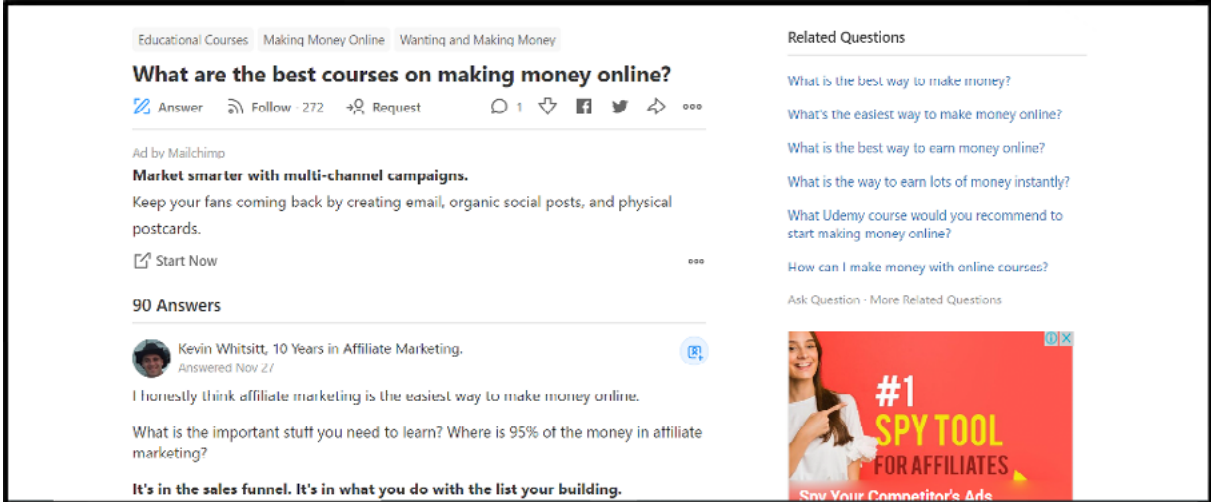 Educational Courses Making Money Online Wanting and Making Money
What are the best courses on making money online?
Answer Follow · 272 Request 1
Ad by Mailchimp
Market smarter with multi-channel campaigns.
Keep your fans coming back by creating email, organic social posts, and physical
postcards.
Start Now
90 Answers
Kevin Whitsitt, 10 Years in Affiliate Marketing.
Answered Nov 27
I honestly think affiliate marketing is the easiest way to make money online.
What is the important stuff you need to learn? Where is 95% of the money in affiliate
marketing?
It's in the sales funnel. It's in what you do with the list your building.
Related Questions
What is the best way to make money?
What's the easiest way to make money online?
What is the best way to earn money online?
What is the way to earn lots of money instantly?
What Udemy course would you recommend to
start making money online?
How can I make money with online courses?
Ask Question · More Related Questions
#1
SPY TOOL
FOR AFFILIATES
Spy Your Competitor's Ads